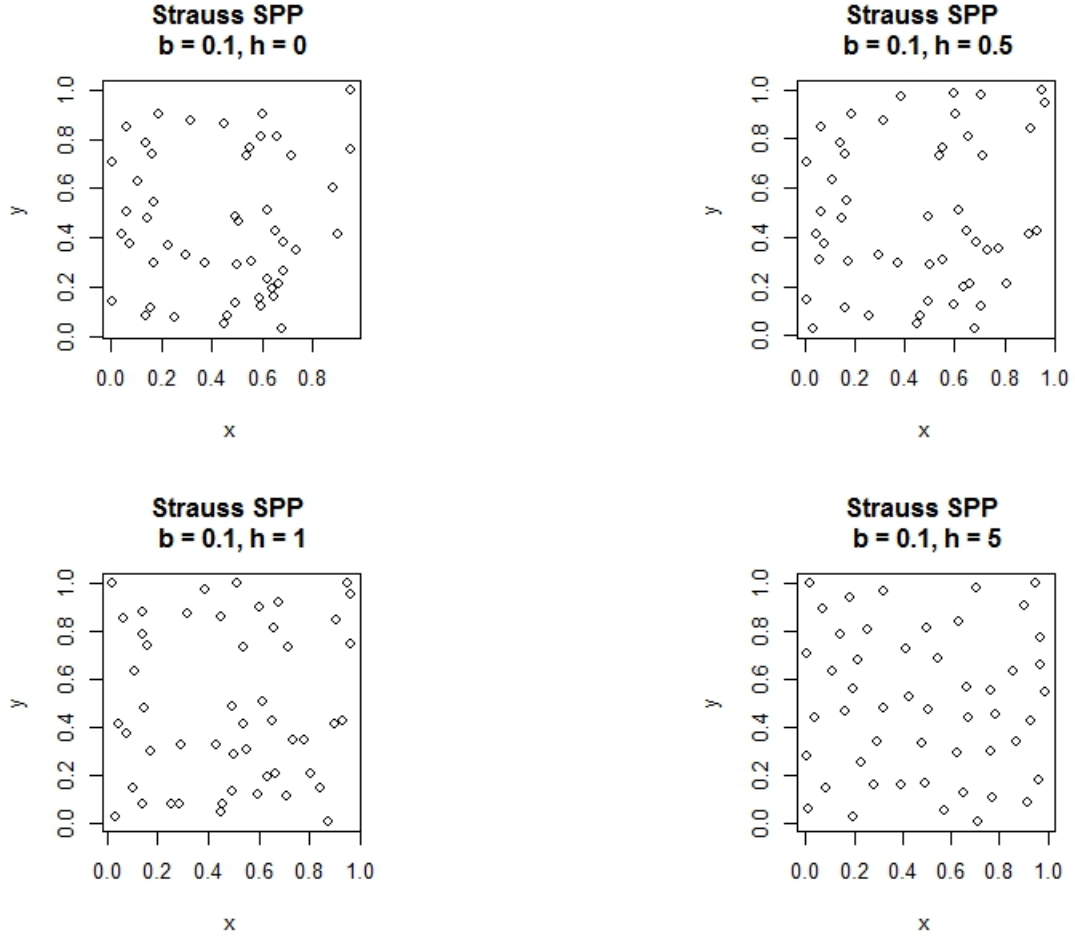 Strauss SPP
b = 0.1, h = 0
y
0.0 0.2 0.4 0.6 0.8 1.0
0.0 0.2 0.4 0.6 0.8
x
Strauss SPP
b = 0.1, h = 0.5
y
0.0 0.2 0.4 0.6 0.8 1.0
0.0 0.2 0.4 0.6 0.8 1.0
x
Strauss SPP
b = 0.1, h = 1
y
0.0 0.2 0.4 0.6 0.8 1.0
0.0 0.2 0.4 0.6 0.8 1.0
x
Strauss SPP
b = 0.1, h = 5
y
0.0 0.2 0.4 0.6 0.8 1.0
0.0 0.2 0.4 0.6 0.8 1.0
x